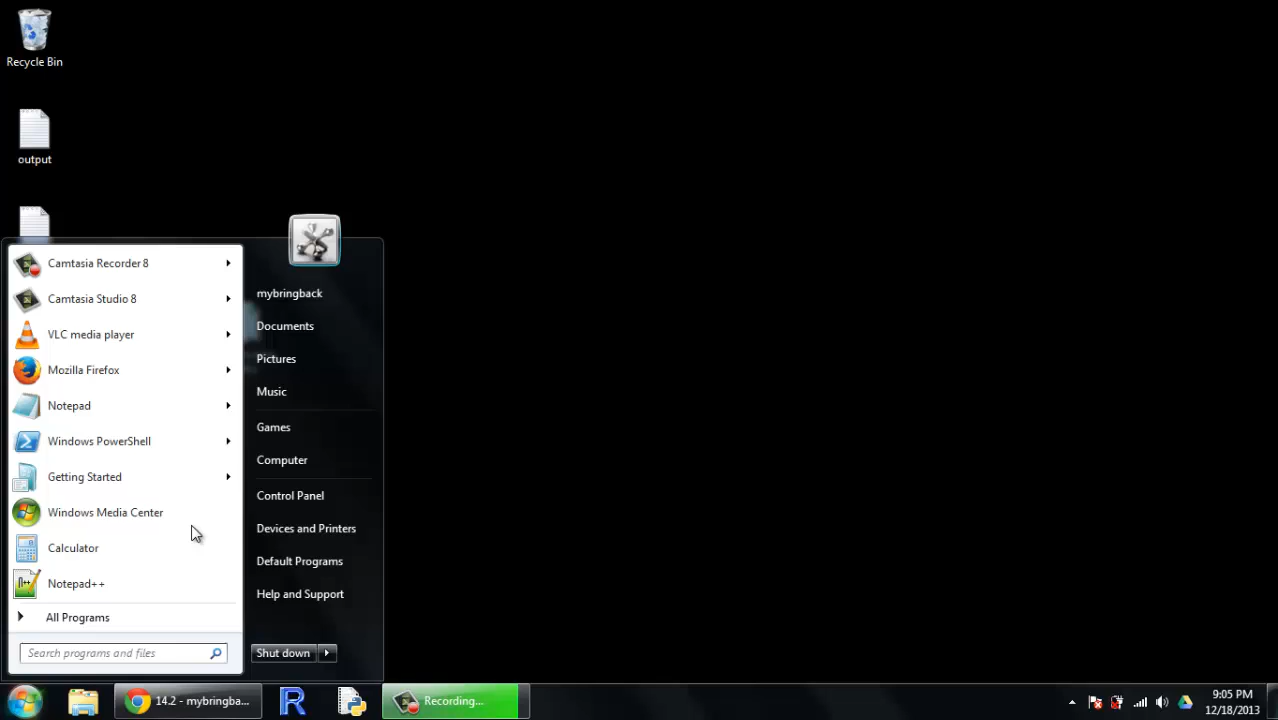 Recycle Bin
output
Camtasia Recorder 8
Camtasia Studio 8
VLC media player
Mozilla Firefox
Notepad
Windows PowerShell
Getting Started
Windows Media Center
Calculator
Notepad++
All Programs
Search programs and files
mybringback
Documents
Pictures
Music
Games
Computer
Control Panel
Devices and Printers
Default Programs
Help and Support
Shut down
14.2 - mybringba...
Recording...
9:05 PM
12/18/2013